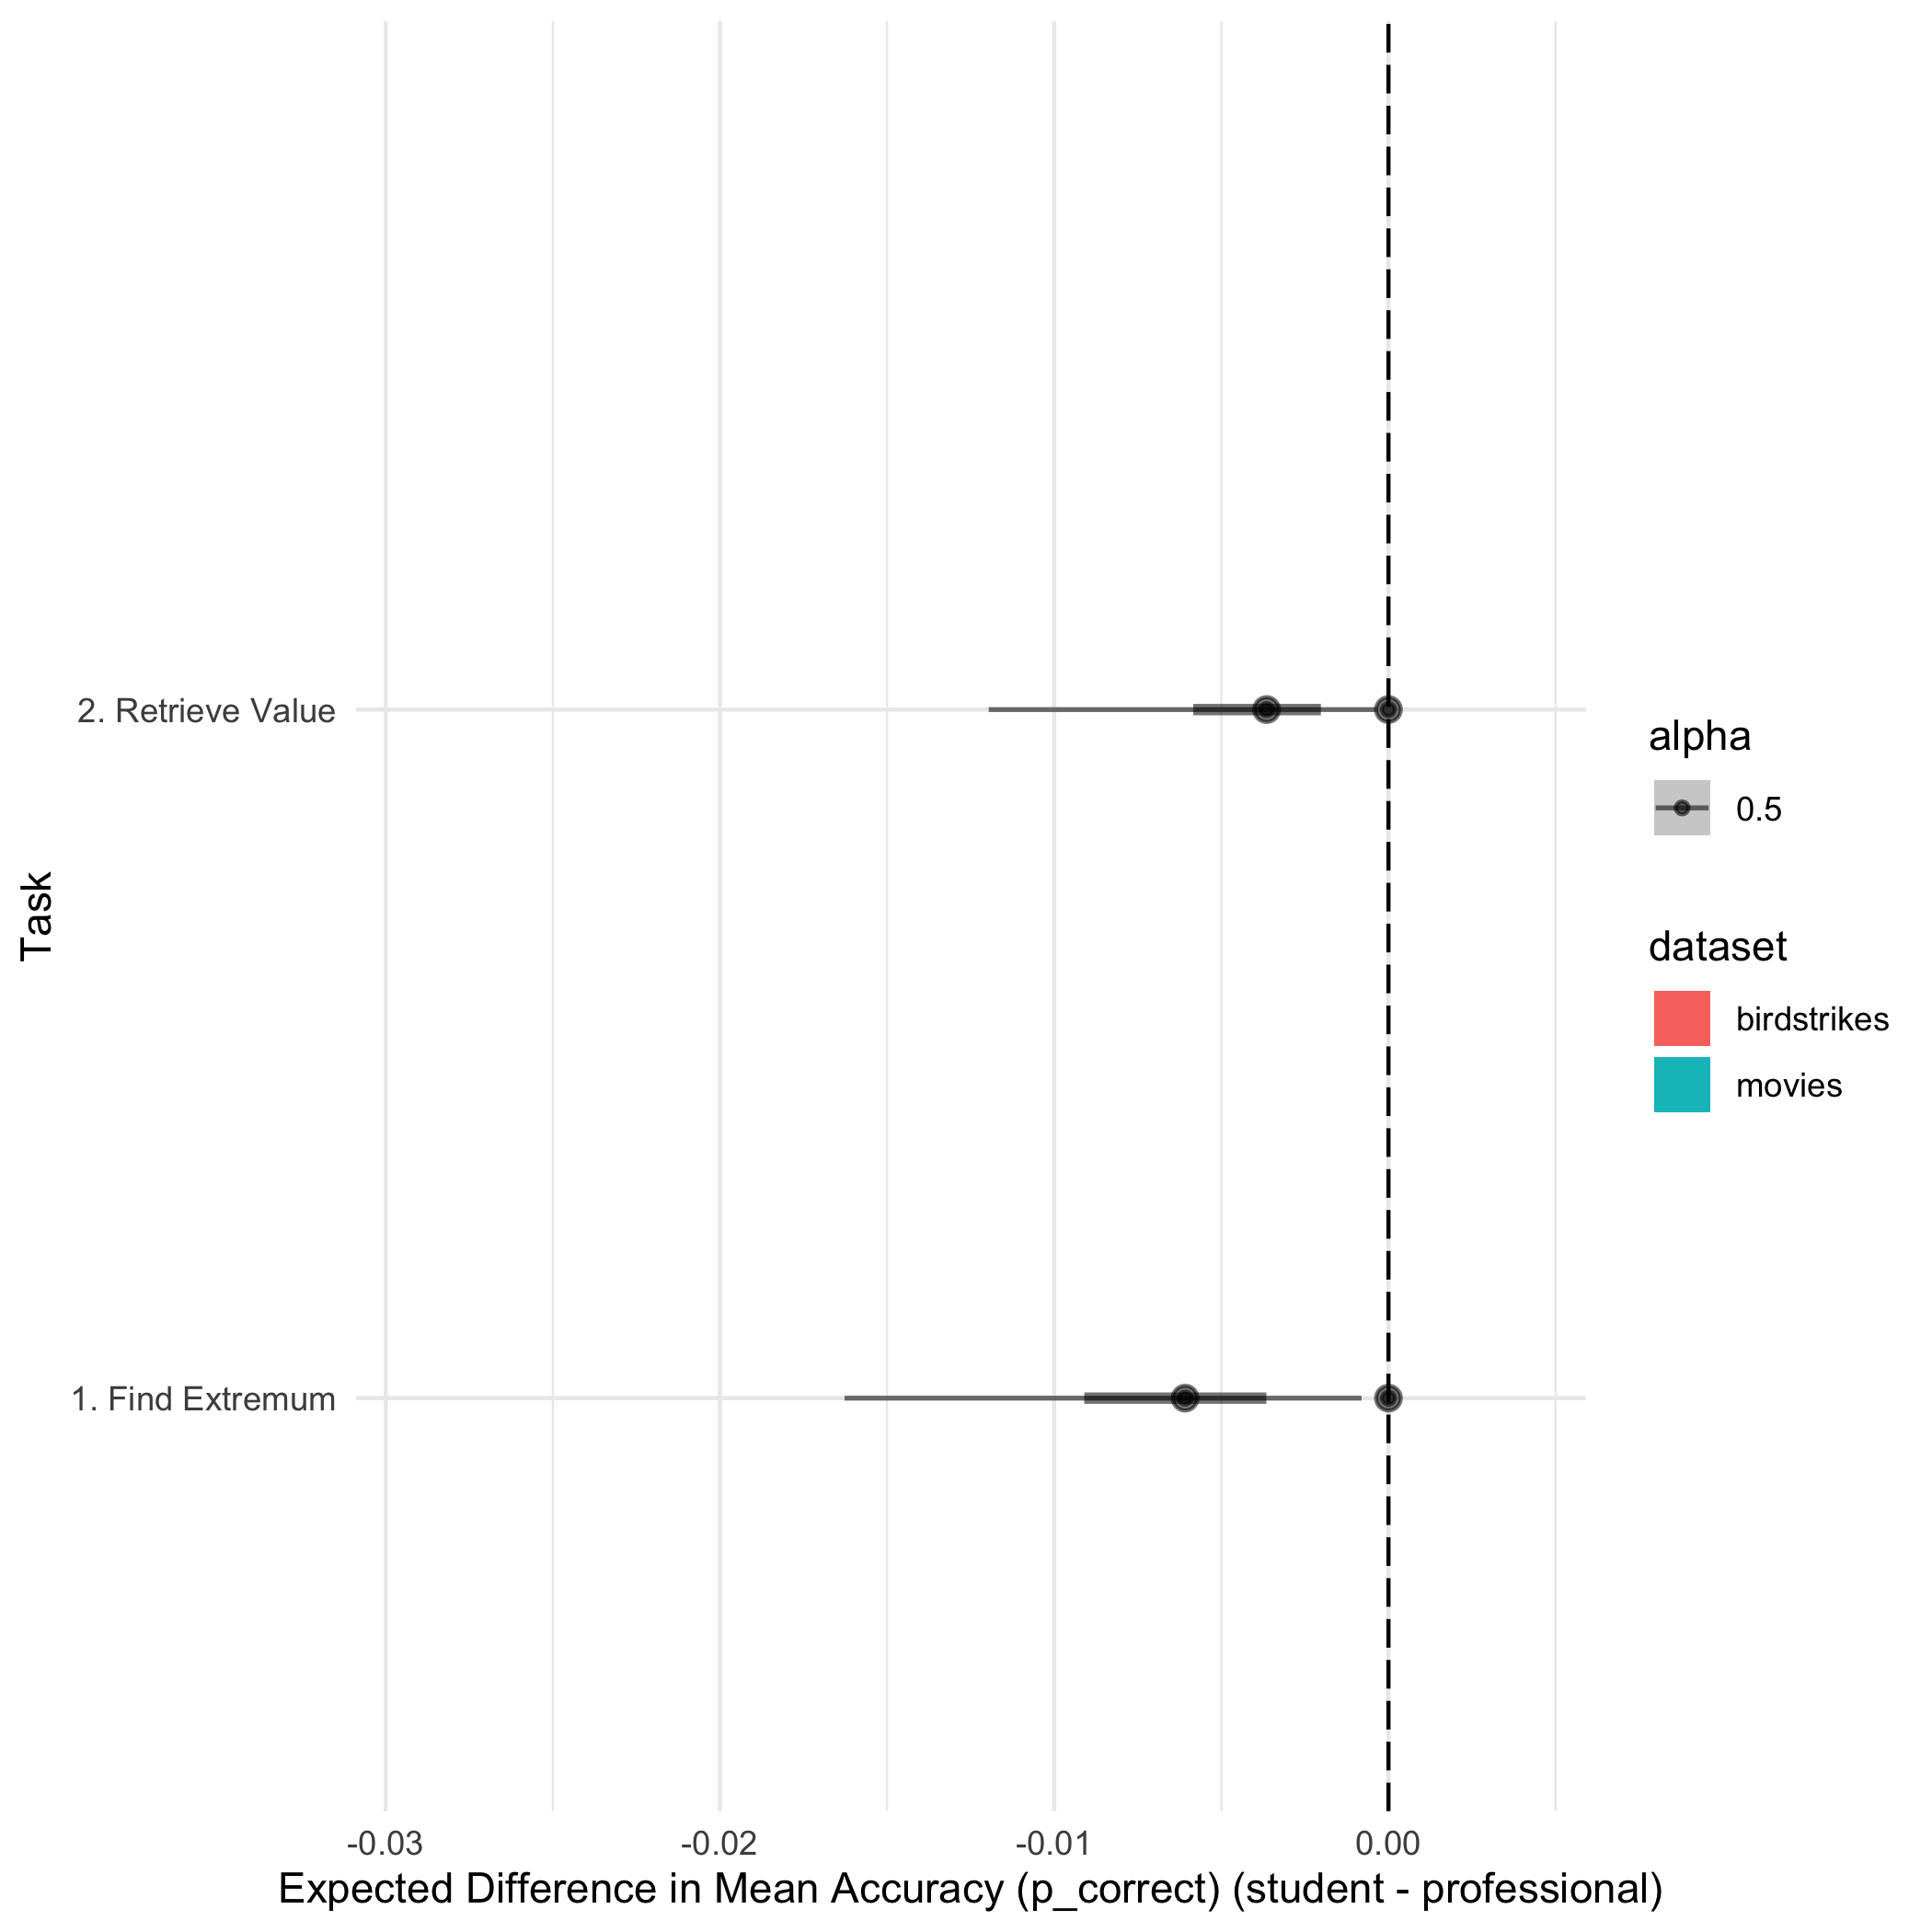 2. Retrieve Value
1. Find Extremum
Task
-0.03
-0.02
-0.01
0.00
Expected Difference in Mean Accuracy (p_correct) (student - professional)
alpha
0.5
dataset
birdstrikes
movies